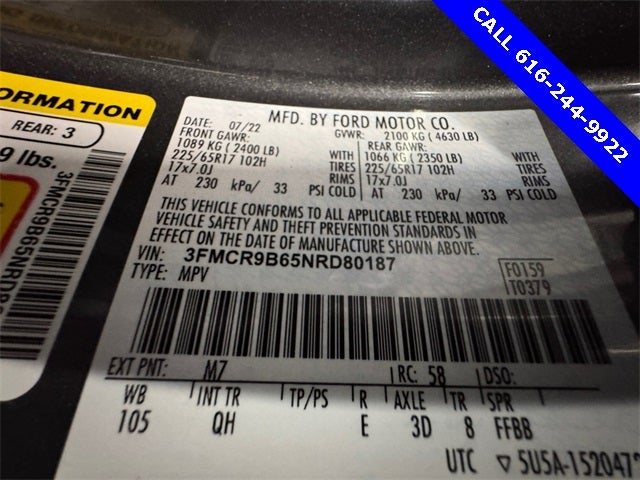 CALL 616-244-9922
ORMATION
REAR: 3
9 lbs.
3FMCR9B65NRD8
MFD. BY FORD MOTOR CO.
DATE: 07/22 GVWR: 2100 KG ( 4630 LB)
FRONT GAWR: REAR GAWR:
1089 KG ( 2400 LB) WITH 1066 KG ( 2350 LB) WITH
225/65R17 102H TIRES 225/65R17 102H TIRES
17x7.0J RIMS 17x7.0J RIMS
AT 230 kPa/ 33 PSI COLD AT 230 kPa/ 33 PSI COLD
THIS VEHICLE CONFORMS TO ALL APPLICABLE FEDERAL MOTOR
VEHICLE SAFETY AND THEFT PREVENTION STANDARDS IN
EFFECT ON THE DATE OF MANUFACTURE SHOWN ABOVE.
VIN: 3FMCR9B65NRD80187
TYPE: MPV
F0159
T0379
EXT PNT: M7 RC: 58 DSO:
WB INT TR TP/PS R AXLE TR SPR
105 QH E 3D 8 FFBB
UTC ▽ 5U5A-1520472